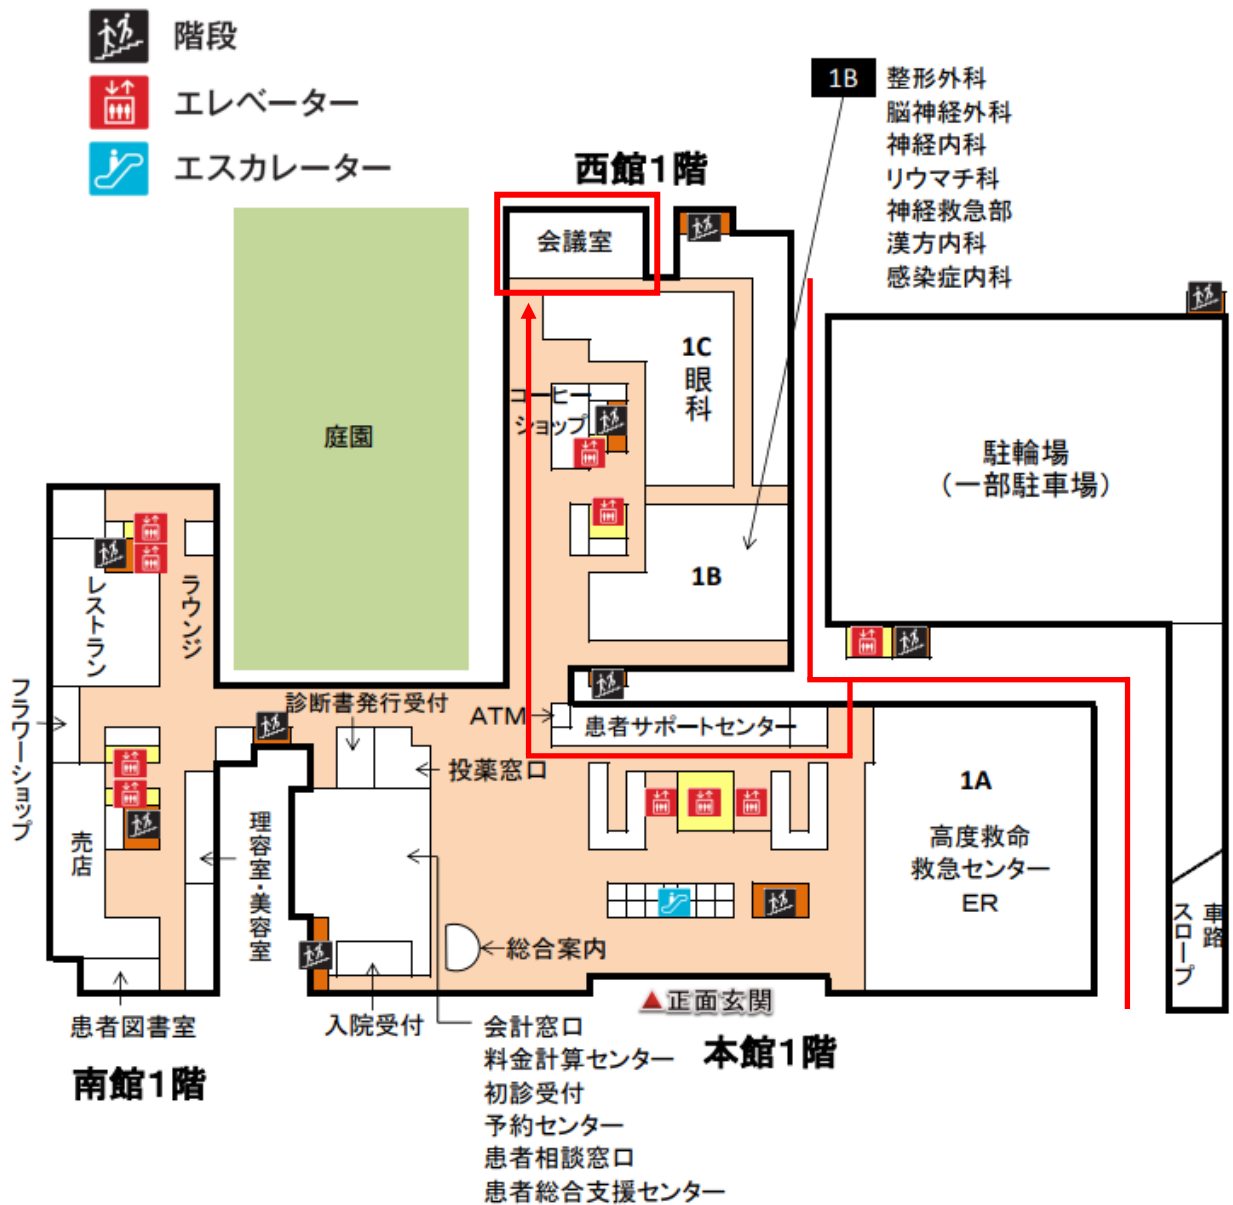 階段
エレベーター
エスカレーター
1B
整形外科
脳神経外科
神経内科
リウマチ科
神経救急部
漢方内科
感染症内科
西館1階
会議室
1C
眼科
コーヒー
ショップ
庭園
駐輪場
（一部駐車場）
1B
レストラン
ラウンジ
フラワーショップ
診断書発行受付
ATM
患者サポートセンター
投薬窓口
1A
高度救命
救急センター
ER
売店
理容室・美容室
総合案内
車路
スロープ
▲正面玄関
患者図書室
入院受付
会計窓口
料金計算センター
初診受付
予約センター
患者相談窓口
患者総合支援センター
本館1階
南館1階